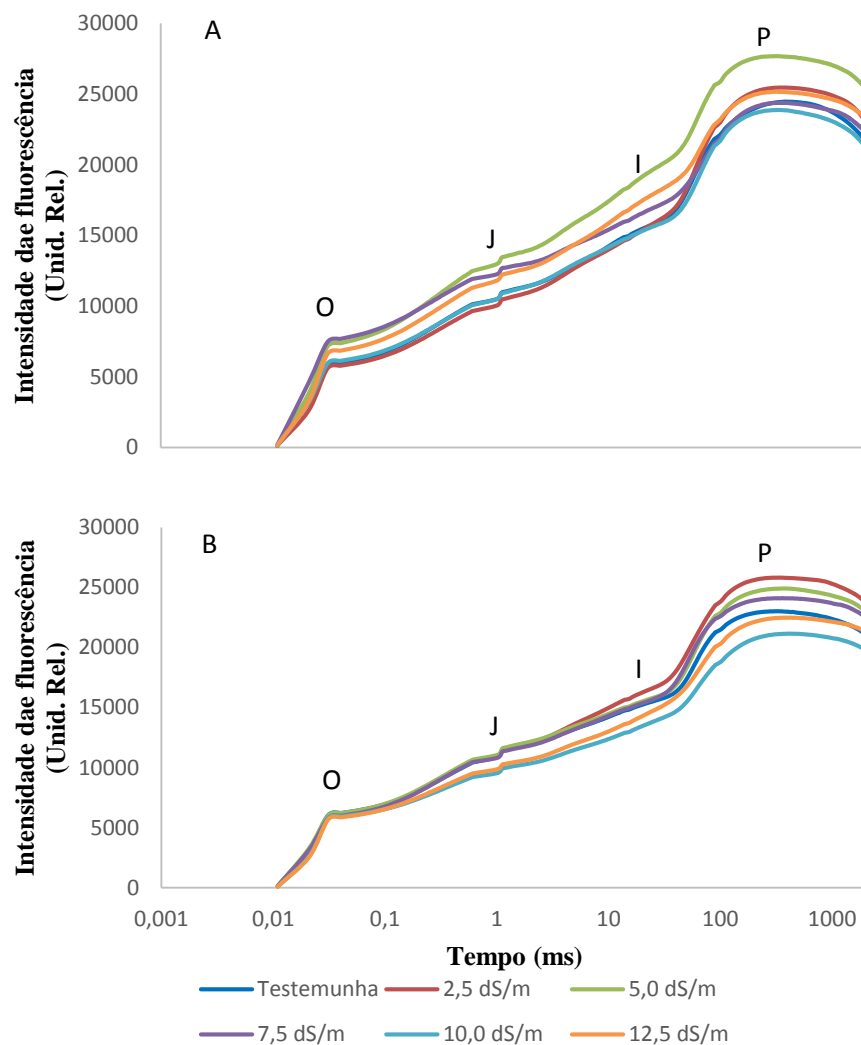 30000
25000
20000
15000
10000
5000
0
Intensidade dae fluorescência
(Unid. Rel.)
A
O
J
I
P
30000
25000
20000
15000
10000
5000
0
Intensidade dae fluorescência
(Unid. Rel.)
B
O
J
I
P
0,001 0,01 0,1 1 10 100 1000
Tempo (ms)
Testemunha 2,5 dS/m 5,0 dS/m
7,5 dS/m 10,0 dS/m 12,5 dS/m